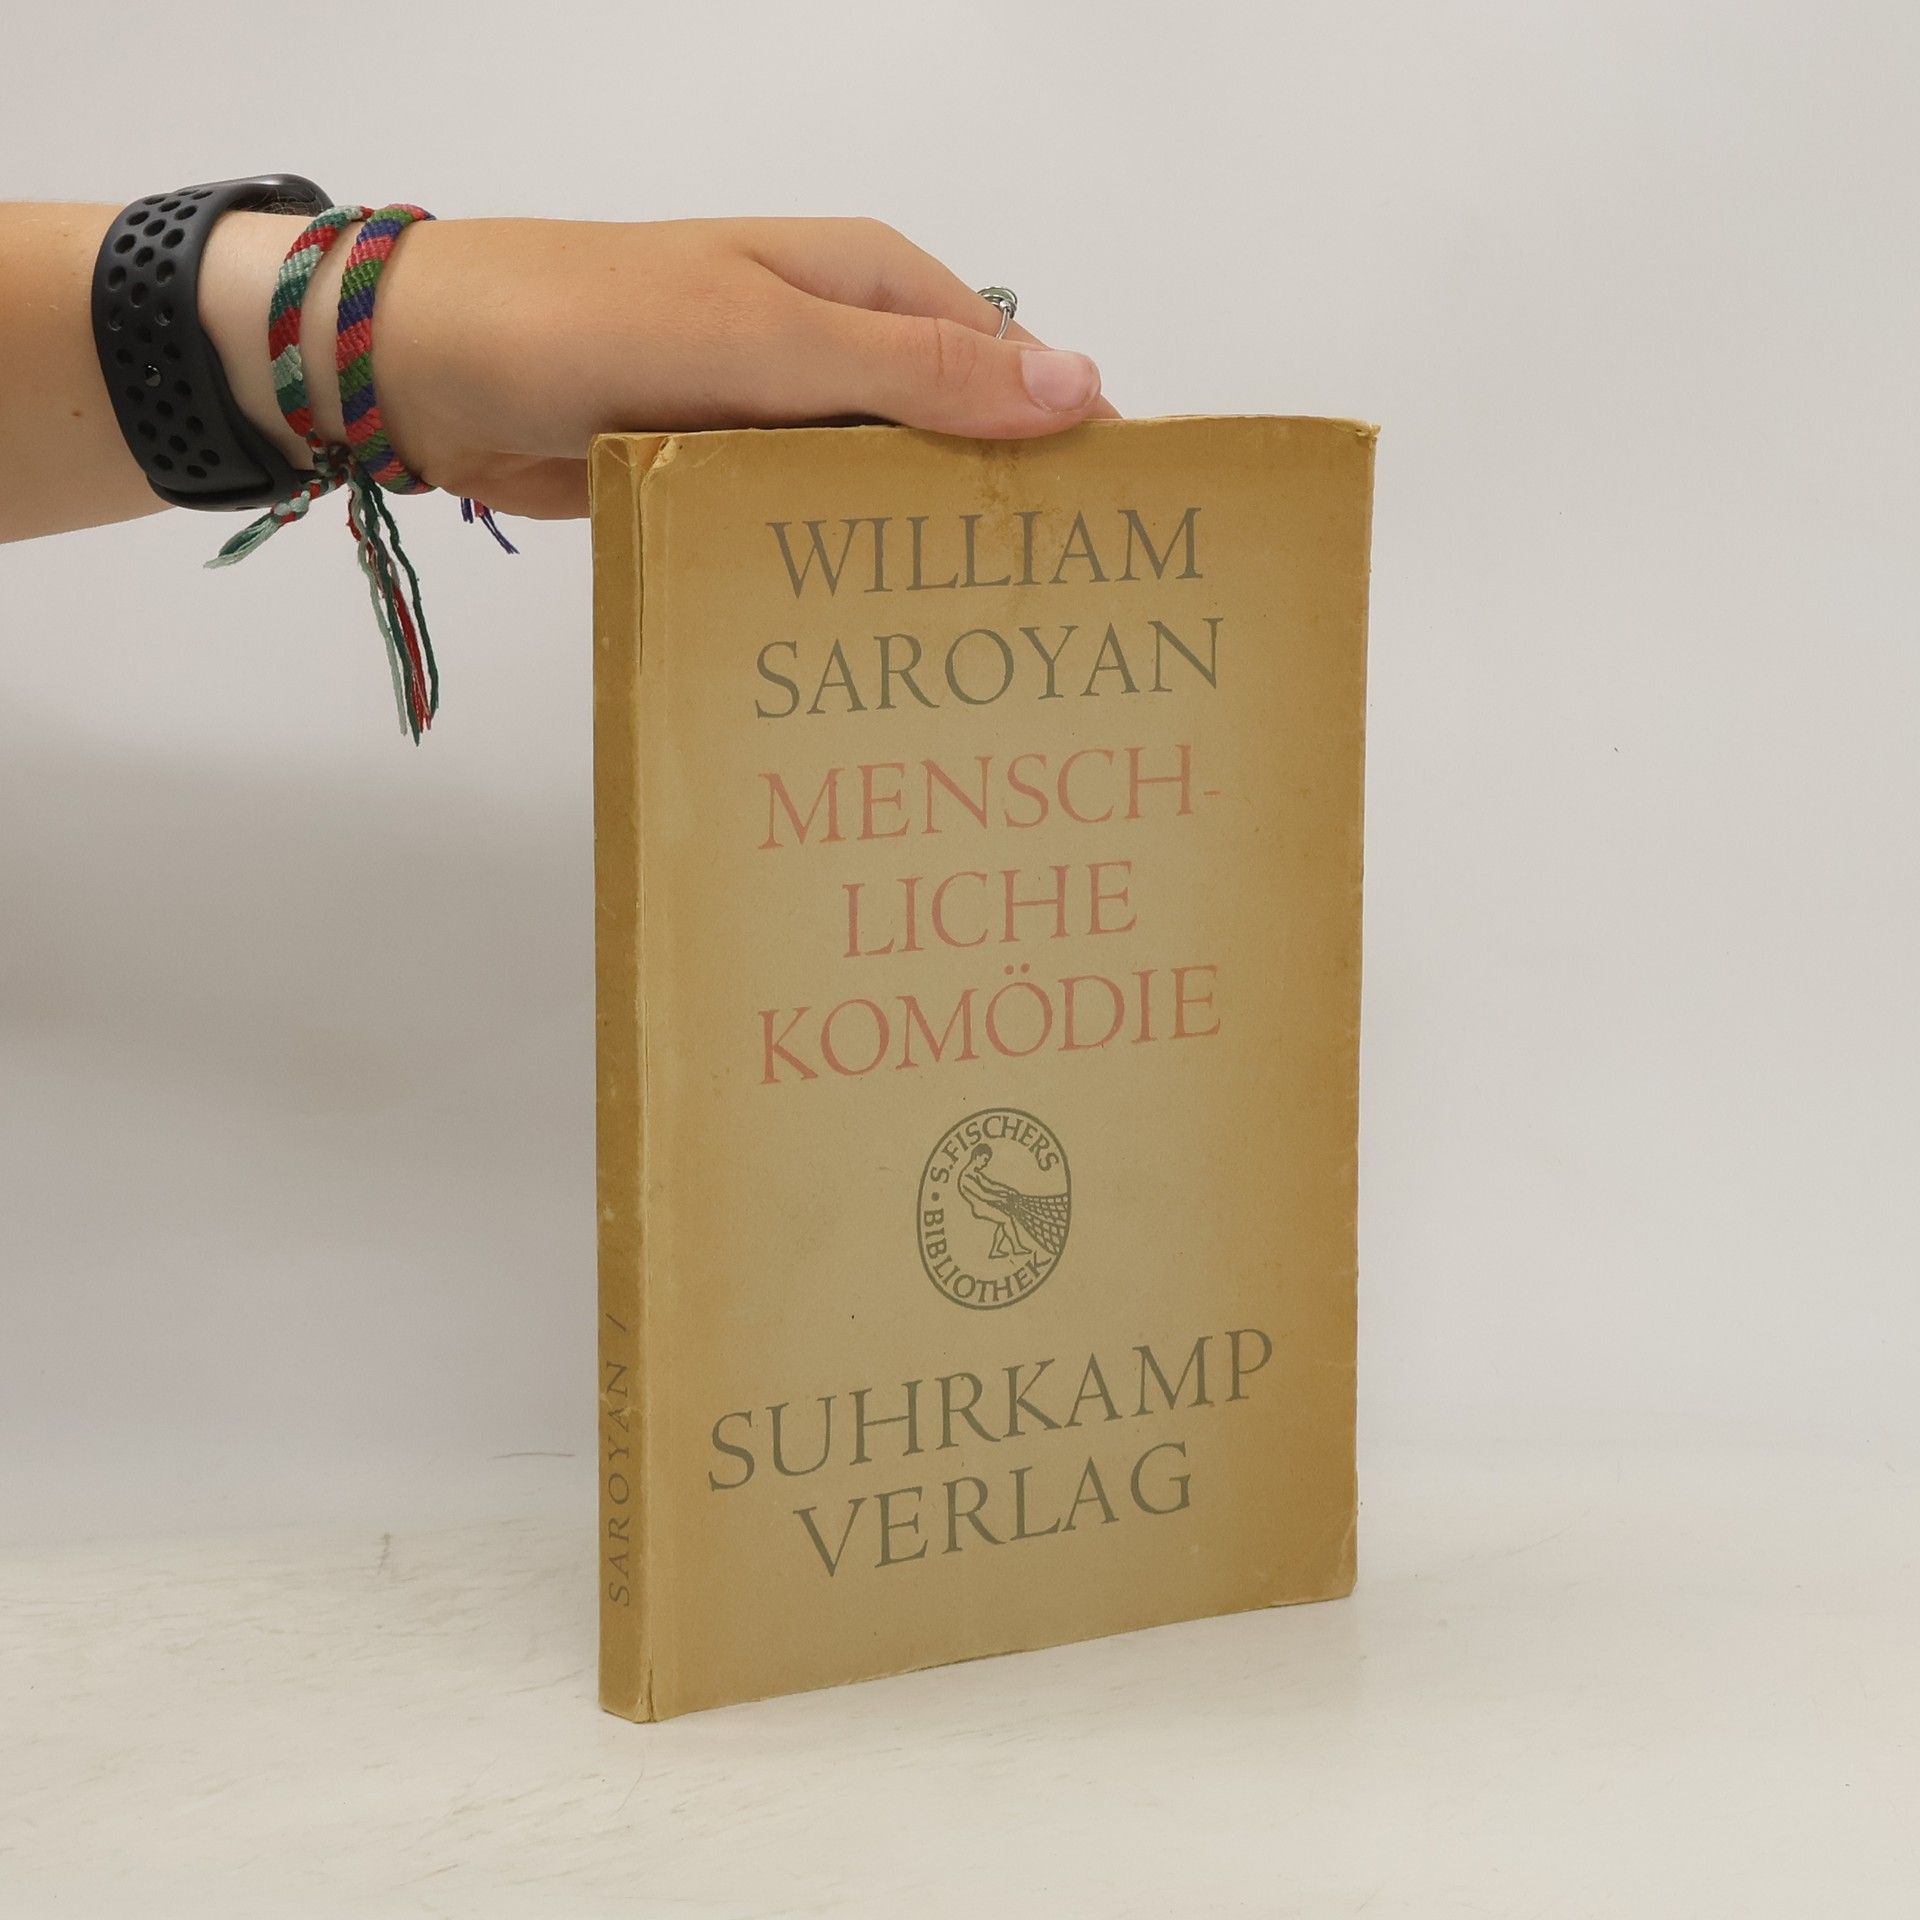 WILLIAM
SAROYAN
MENSCH-
LICHE
KOMÖDIE
S. FISCHERS
• BIBLIOTHEK
SUHRKAMP
VERLAG
SAROYAN /